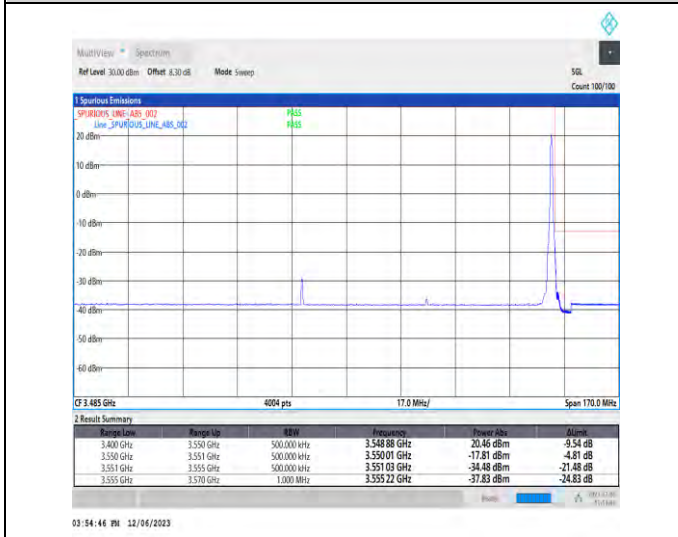 MultiView Spectrum
Ref Level 30.00 dBm Offset 8.30 dB Mode Sweep SGL
Count 100/100
1 Spurious Emissions
_SPURIOUS_LINE_ABS_002 PASS
Line _SPURIOUS_LINE_ABS_002 PASS
20 dBm
10 dBm
0 dBm
-10 dBm
-20 dBm
-30 dBm
-40 dBm
-50 dBm
-60 dBm
CF 3.485 GHz 4004 pts 17.0 MHz/ Span 170.0 MHz
2 Result Summary
Range Low Range Up RBW Frequency Power Abs ΔLimit
3.400 GHz 3.550 GHz 500.000 kHz 3.548 88 GHz 20.46 dBm -9.54 dB
3.550 GHz 3.551 GHz 500.000 kHz 3.550 01 GHz -17.81 dBm -4.81 dB
3.551 GHz 3.555 GHz 500.000 kHz 3.551 03 GHz -34.48 dBm -21.48 dB
3.555 GHz 3.570 GHz 1.000 MHz 3.555 22 GHz -37.83 dBm -24.83 dB
03:54:46 PM 12/06/2023